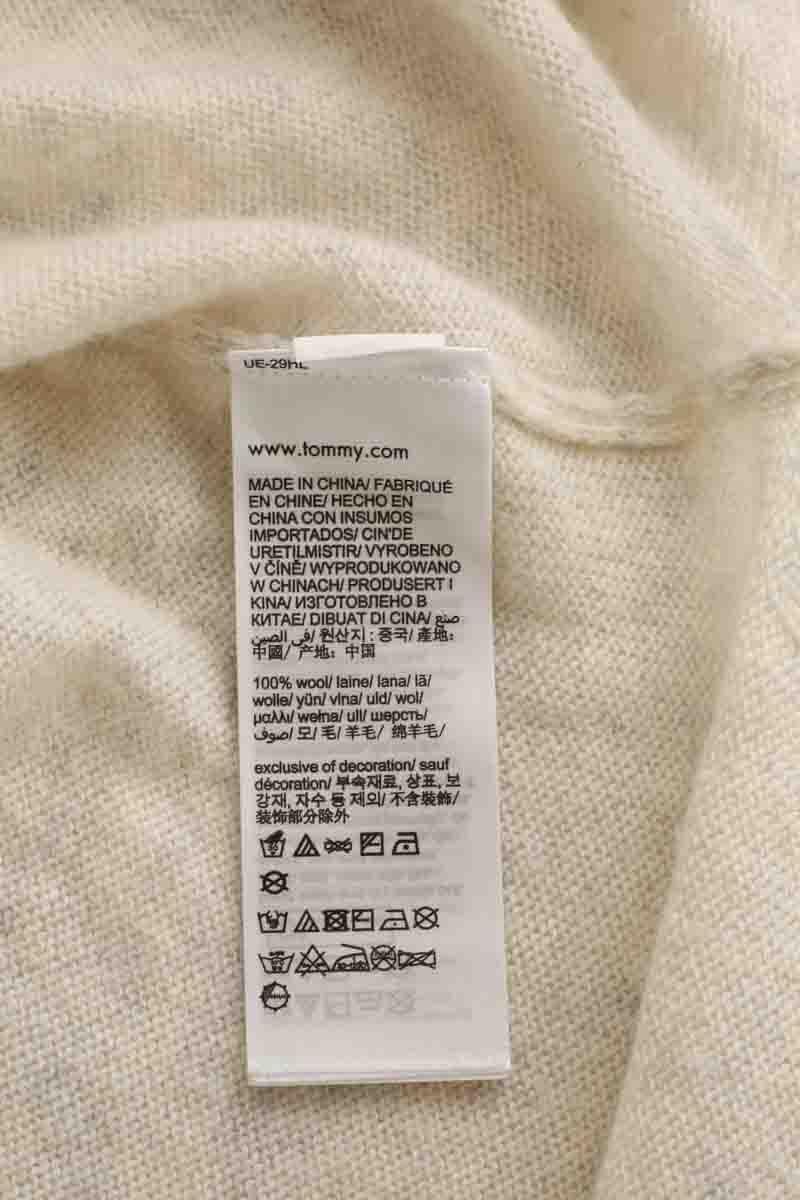 UE-29HL
www.tommy.com
MADE IN CHINA/ FABRIQUÉ
EN CHINE/ HECHO EN
CHINA CON INSUMOS
IMPORTADOS/ CIN'DE
URETILMISTIR/ VYROBENO
V ČÍNĚ/ WYPRODUKOWANO
W CHINACH/ PRODUSERT I
KINA/ ИЗГОТОВЛЕНО В
КИТАЕ/ DIBUAT DI CINA/ صنع
في الصين/ 원산지 : 중국/ 產地:
中國/ 产地: 中国
100% wool/ laine/ lana/ lã/
wolle/ yün/ vlna/ uld/ wol/
μαλλι/ wełna/ ull/ шерсть/
صوف/ 모/ 毛/ 羊毛/ 绵羊毛/
exclusive of decoration/ sauf
décoration/ 부속재료, 상표, 보
강재, 자수 등 제외/ 不含裝飾/
装饰部分除外